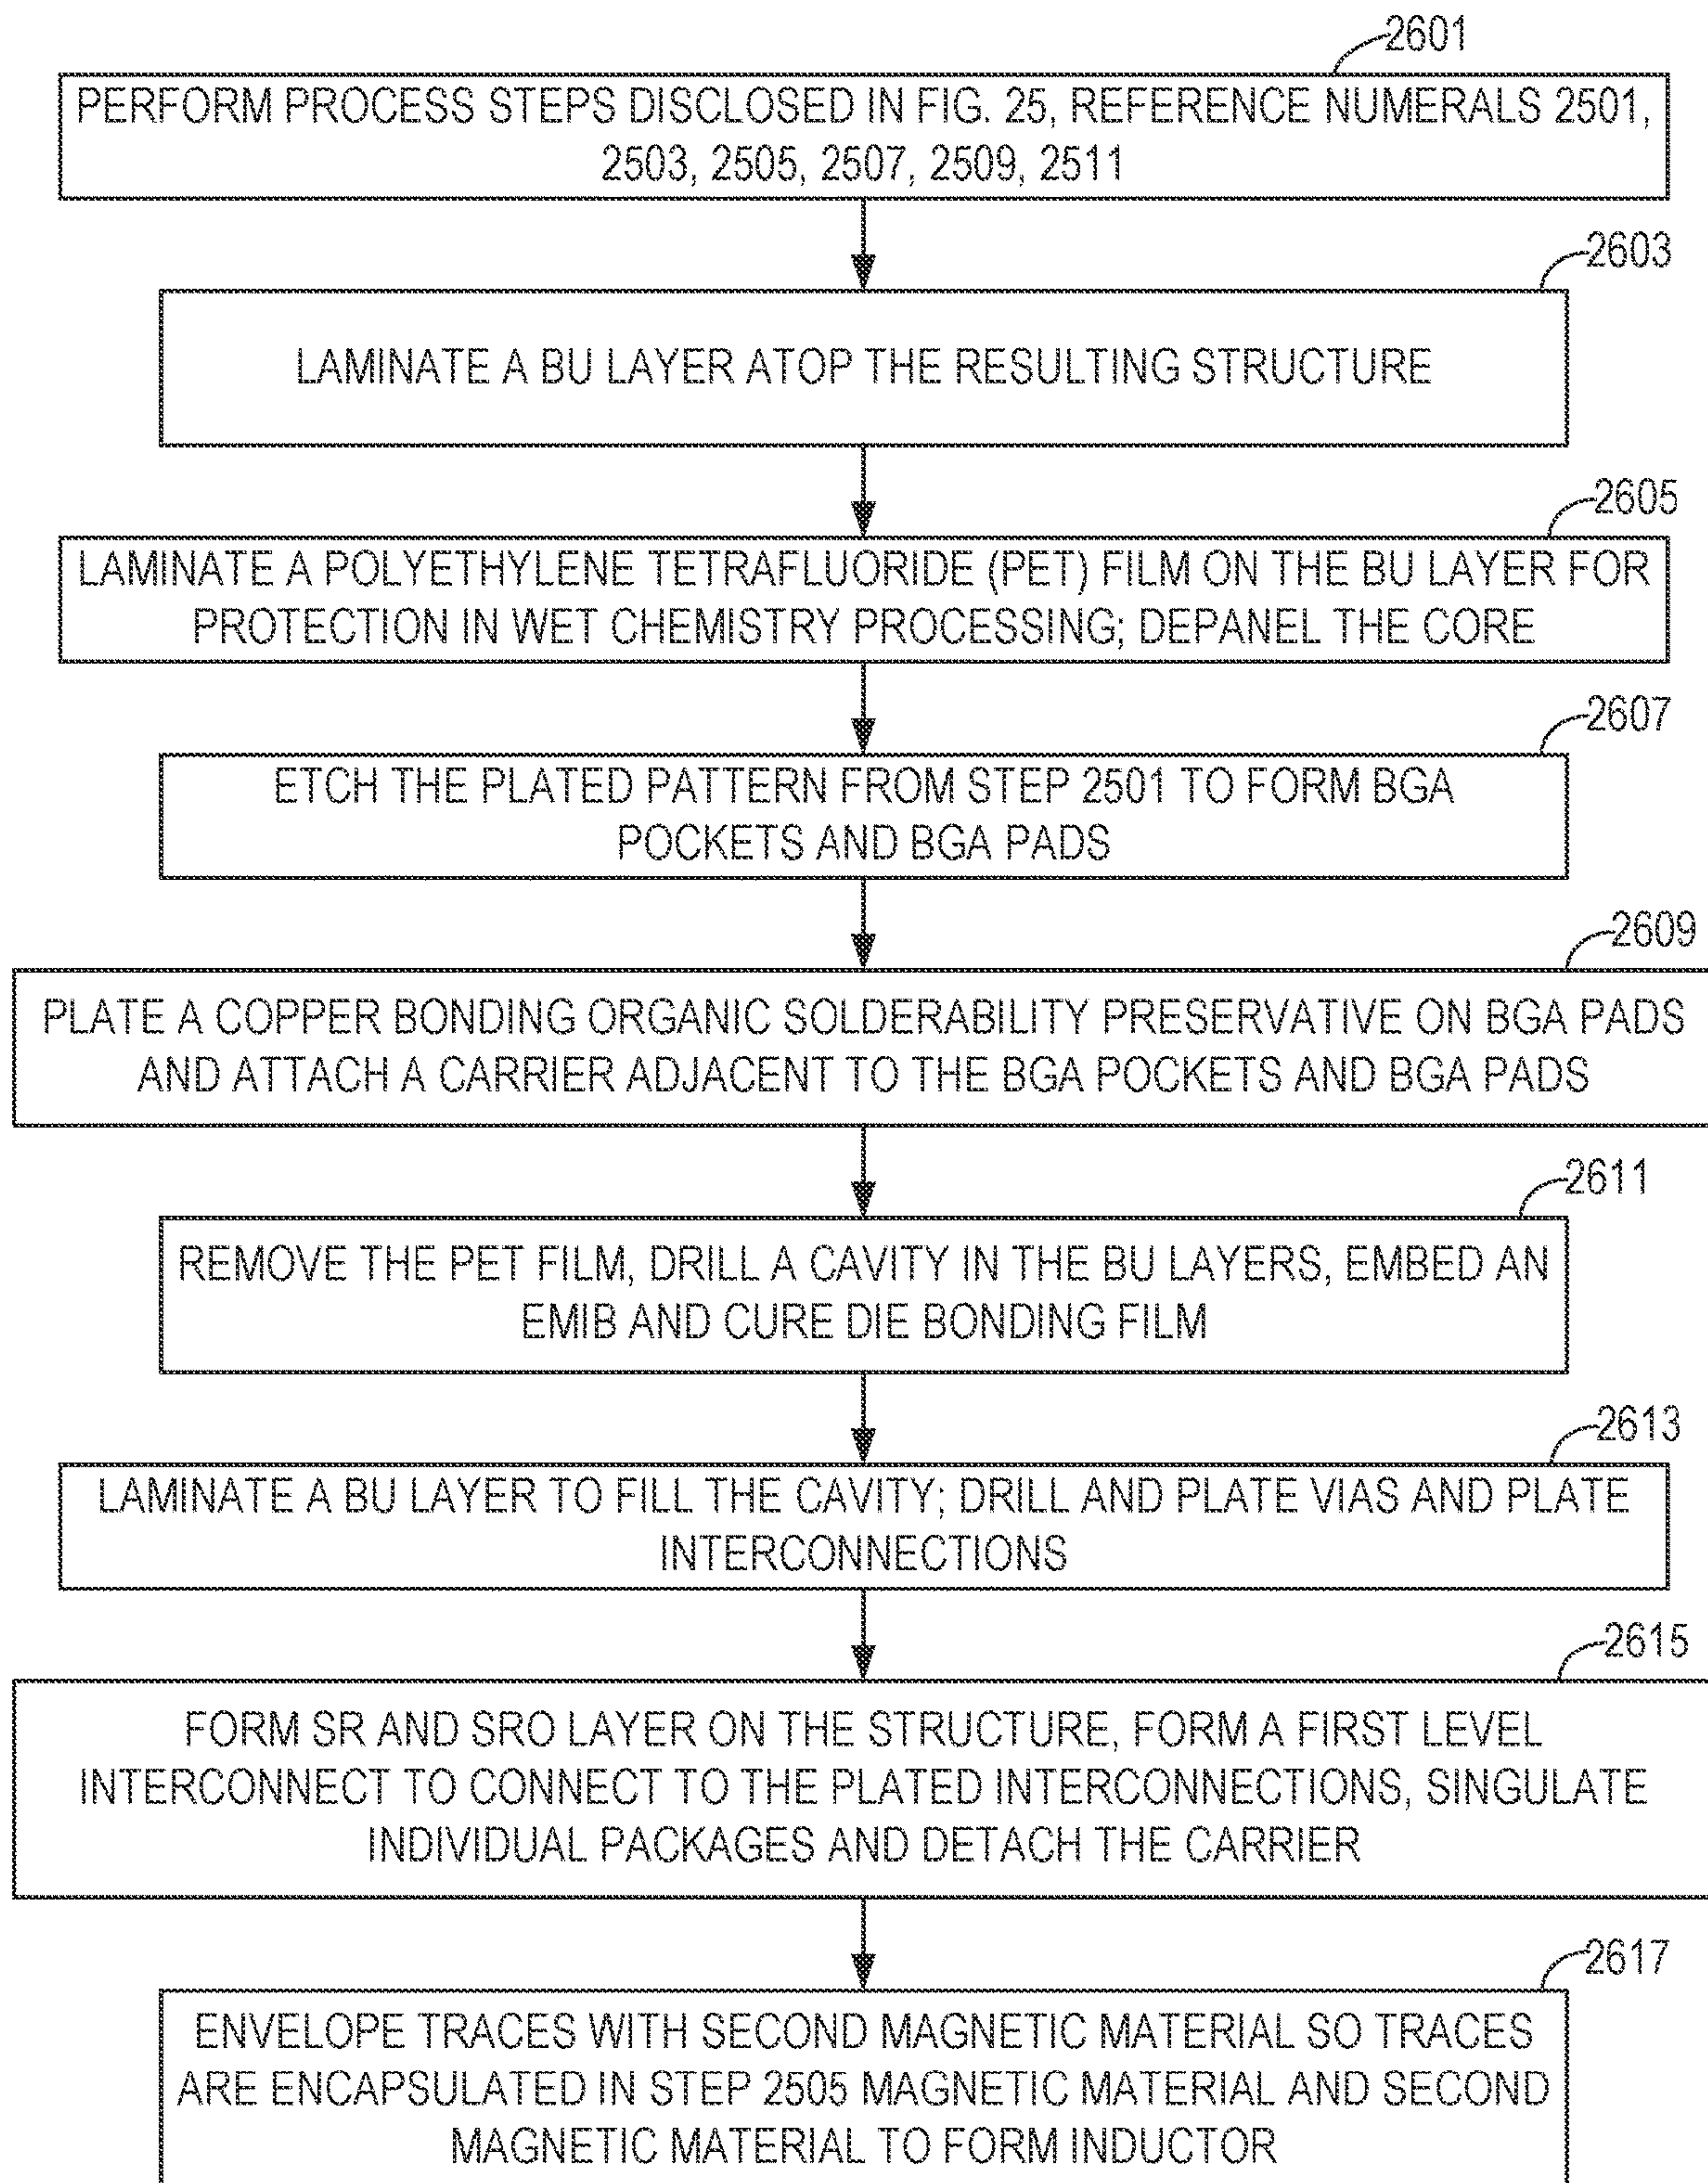 2601
PERFORM PROCESS STEPS DISCLOSED IN FIG. 25, REFERENCE NUMERALS 2501,
2503, 2505, 2507, 2509, 2511
2603
LAMINATE A BU LAYER ATOP THE RESULTING STRUCTURE
2605
LAMINATE A POLYETHYLENE TETRAFLUORIDE (PET) FILM ON THE BU LAYER FOR
PROTECTION IN WET CHEMISTRY PROCESSING; DEPANEL THE CORE
2607
ETCH THE PLATED PATTERN FROM STEP 2501 TO FORM BGA
POCKETS AND BGA PADS
2609
PLATE A COPPER BONDING ORGANIC SOLDERABILITY PRESERVATIVE ON BGA PADS
AND ATTACH A CARRIER ADJACENT TO THE BGA POCKETS AND BGA PADS
2611
REMOVE THE PET FILM, DRILL A CAVITY IN THE BU LAYERS, EMBED AN
EMIB AND CURE DIE BONDING FILM
2613
LAMINATE A BU LAYER TO FILL THE CAVITY; DRILL AND PLATE VIAS AND PLATE
INTERCONNECTIONS
2615
FORM SR AND SRO LAYER ON THE STRUCTURE, FORM A FIRST LEVEL
INTERCONNECT TO CONNECT TO THE PLATED INTERCONNECTIONS, SINGULATE
INDIVIDUAL PACKAGES AND DETACH THE CARRIER
2617
ENVELOPE TRACES WITH SECOND MAGNETIC MATERIAL SO TRACES
ARE ENCAPSULATED IN STEP 2505 MAGNETIC MATERIAL AND SECOND
MAGNETIC MATERIAL TO FORM INDUCTOR